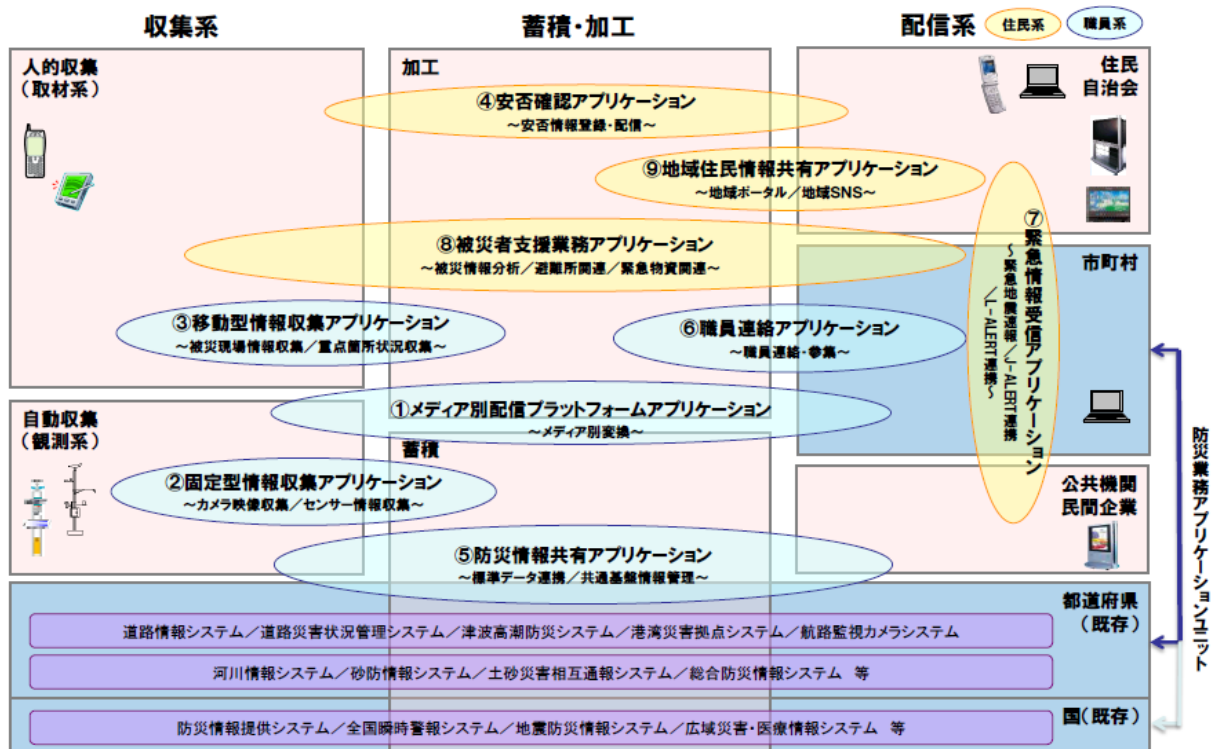 収集系
蓄積・加工
配信系
住民系
職員系
人的収集
(取材系)
加工
住民
自治会
④安否確認アプリケーション
~安否情報登録・配信~
⑨地域住民情報共有アプリケーション
~地域ポータル/地域SNS~
⑦緊急情報受信アプリケーション
~緊急地震速報/J-ALERT連携
/L-ALERT連携~
⑧被災者支援業務アプリケーション
~被災情報分析/避難所関連/緊急物資関連~
市町村
③移動型情報収集アプリケーション
~被災現場情報収集/重点箇所状況収集~
⑥職員連絡アプリケーション
~職員連絡・参集~
①メディア別配信プラットフォームアプリケーション
~メディア別変換~
自動収集
(観測系)
蓄積
②固定型情報収集アプリケーション
~カメラ映像収集/センサー情報収集~
公共機関
民間企業
⑤防災情報共有アプリケーション
~標準データ連携/共通基盤情報管理~
防災業務アプリケーションユニット
都道府県
(既存)
道路情報システム/道路災害状況管理システム/津波高潮防災システム/港湾災害拠点システム/航路監視カメラシステム
河川情報システム/砂防情報システム/土砂災害相互通報システム/総合防災情報システム 等
国(既存)
防災情報提供システム/全国瞬時警報システム/地震防災情報システム/広域災害・医療情報システム 等